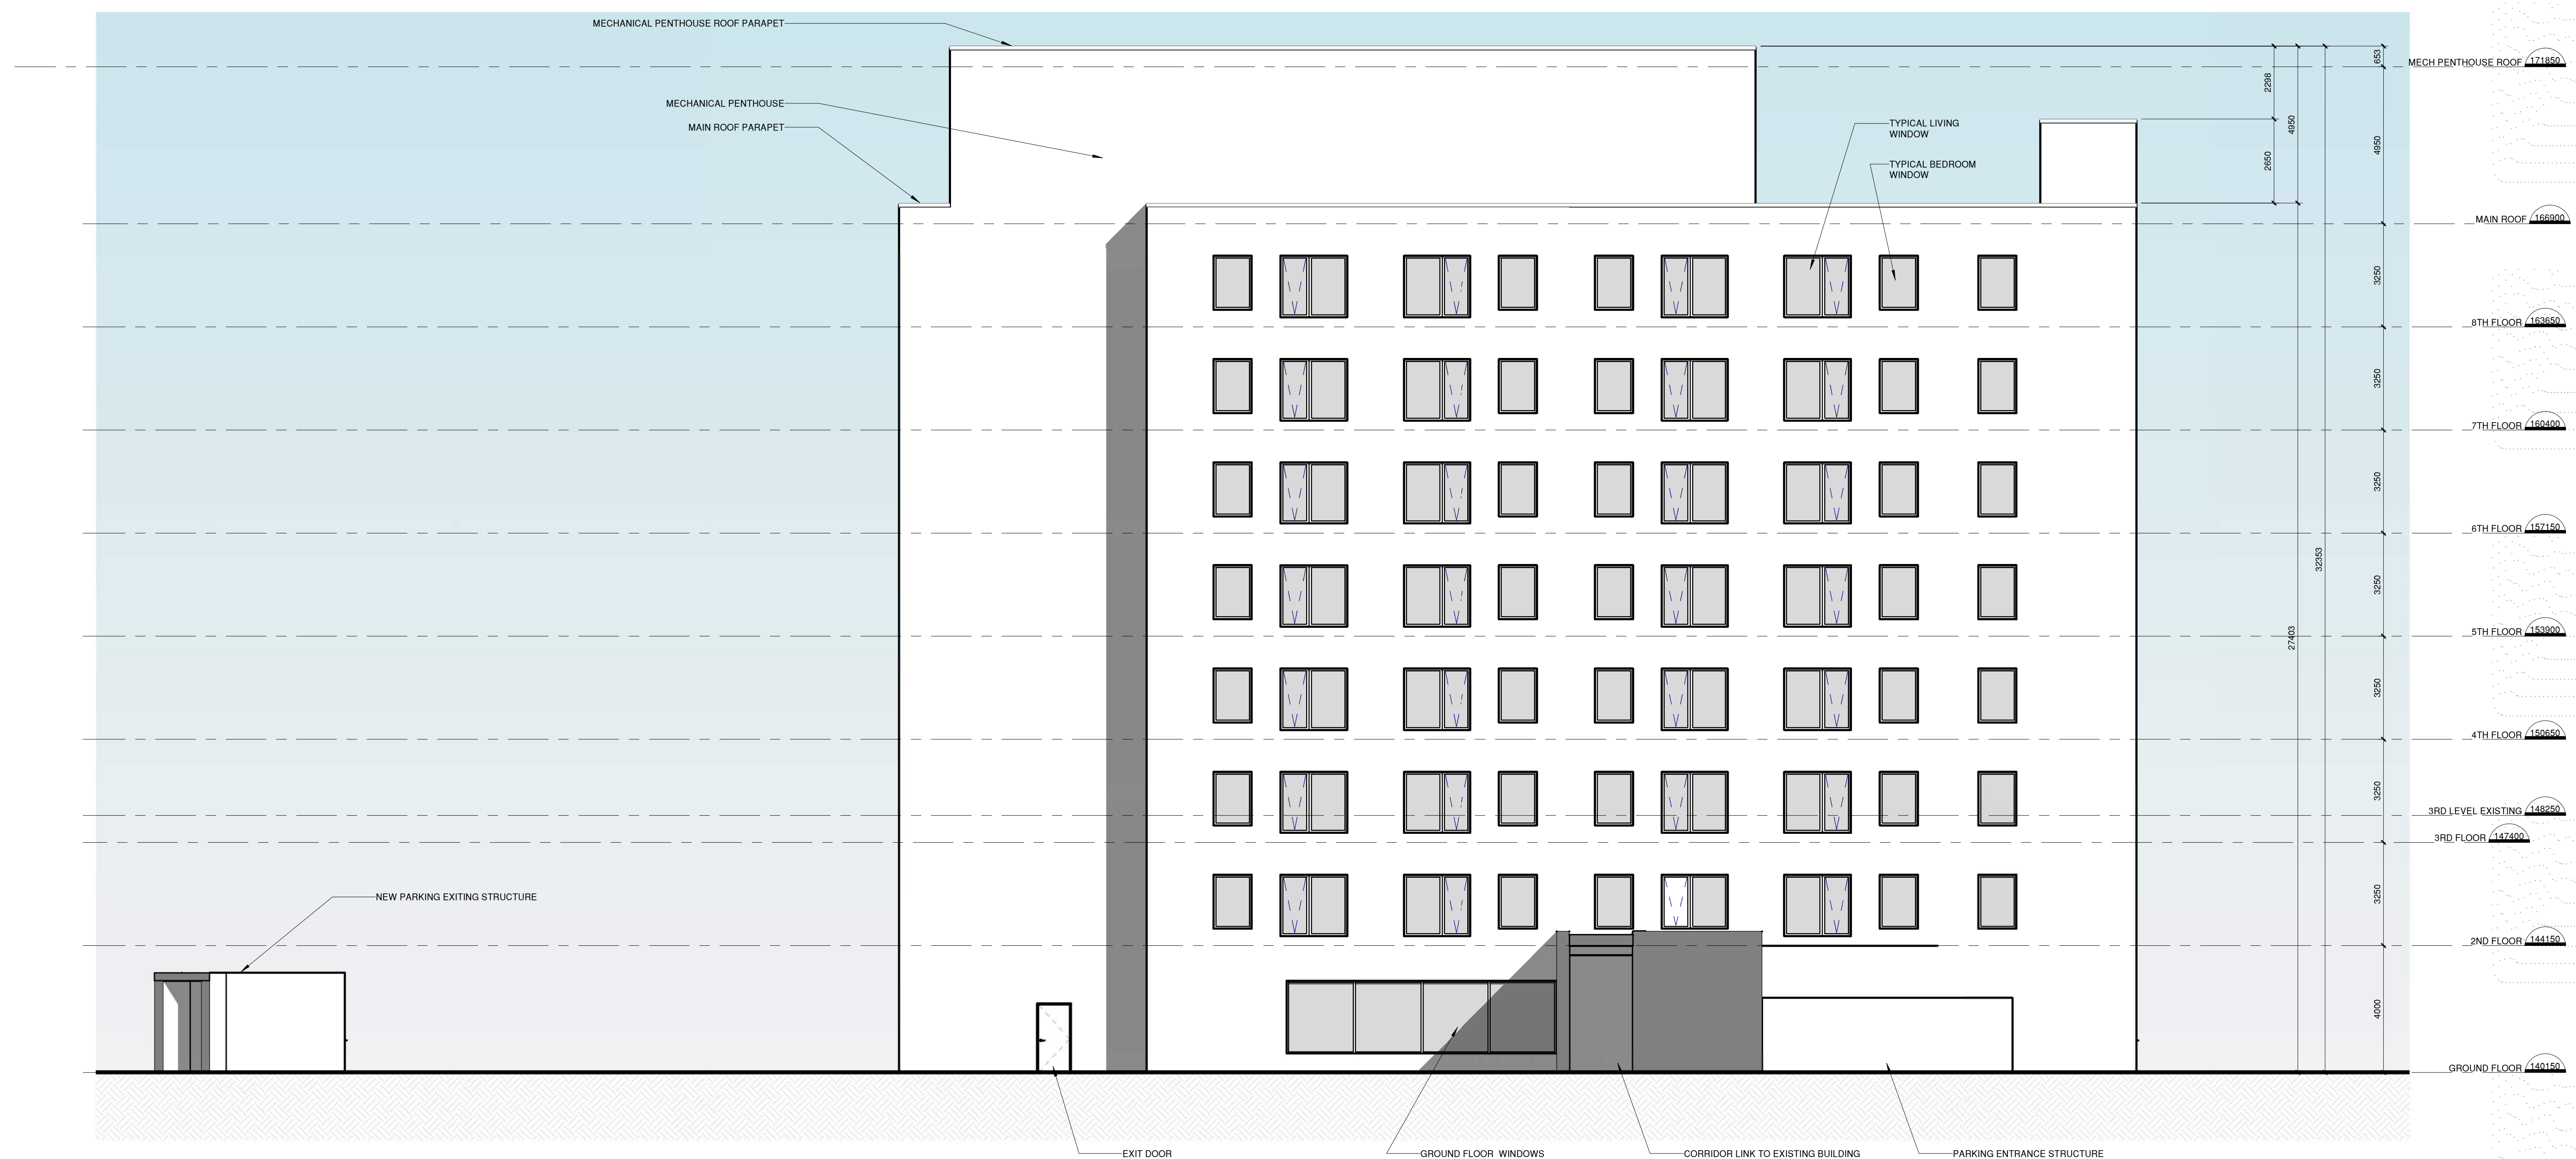 MECHANICAL PENTHOUSE ROOF PARAPET
653
MECH PENTHOUSE ROOF 171850
2298
MECHANICAL PENTHOUSE
MAIN ROOF PARAPET
TYPICAL LIVING
WINDOW
4950
4950
TYPICAL BEDROOM
WINDOW
2650
MAIN ROOF 166900
3250
8TH FLOOR 163650
3250
7TH FLOOR 160400
3250
6TH FLOOR 157150
32353
3250
5TH FLOOR 153900
27403
3250
4TH FLOOR 150650
3250
3RD LEVEL EXISTING 148250
3RD FLOOR 147400
3250
NEW PARKING EXITING STRUCTURE
2ND FLOOR 144150
4000
GROUND FLOOR 140150
EXIT DOOR
GROUND FLOOR WINDOWS
CORRIDOR LINK TO EXISTING BUILDING
PARKING ENTRANCE STRUCTURE